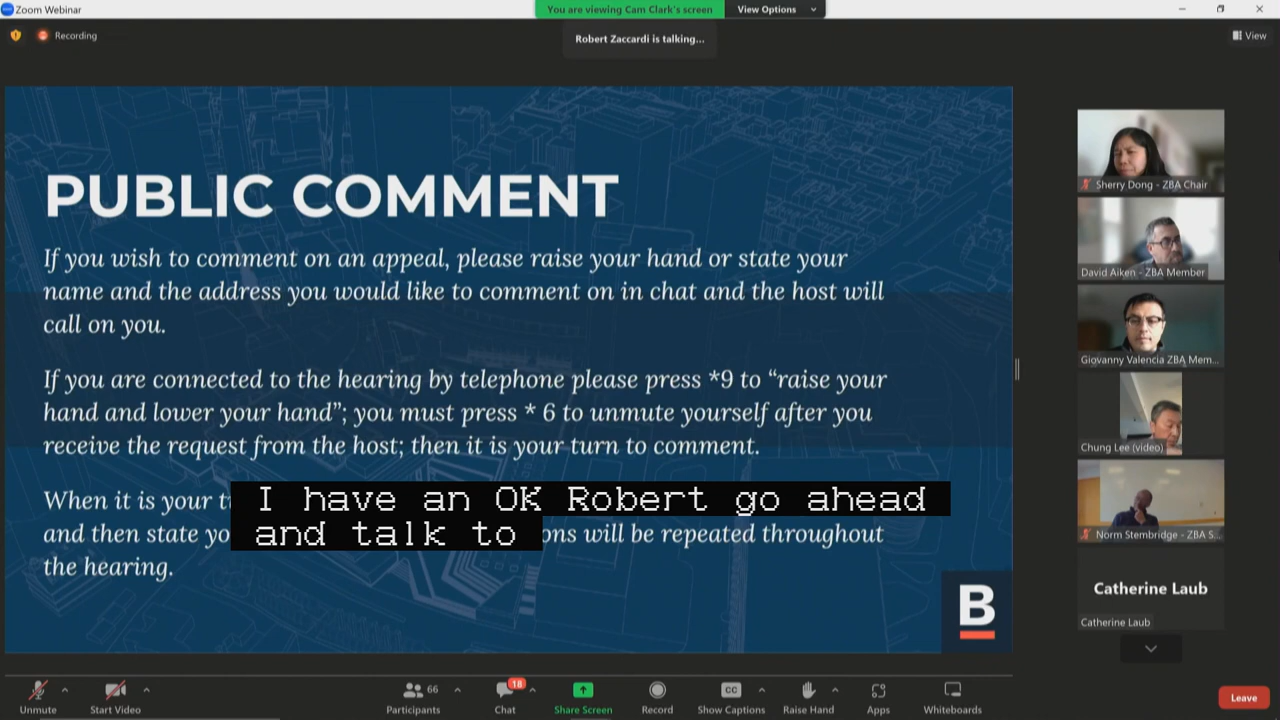 Zoom Webinar
You are viewing Cam Clark's screen
View Options
Recording
Robert Zaccardi is talking...
View
PUBLIC COMMENT
If you wish to comment on an appeal, please raise your hand or state your
name and the address you would like to comment on in chat and the host will
call on you.
If you are connected to the hearing by telephone please press *9 to “raise your
hand and lower your hand”; you must press * 6 to unmute yourself after you
receive the request from the host; then it is your turn to comment.
When it is your
I have an OK Robert go ahead
and then state
and talk to
will be repeated throughout
the hearing.
B
Sherry Dong - ZBA Chair
David Aiken - ZBA Member
Giovanny Valencia ZBA Mem...
Chung Lee (video)
Norm Stembridge - ZBA S...
Catherine Laub
Catherine Laub
Unmute
Start Video
66
Participants
18
Chat
Share Screen
Record
CC
Show Captions
Raise Hand
Apps
Whiteboards
Leave